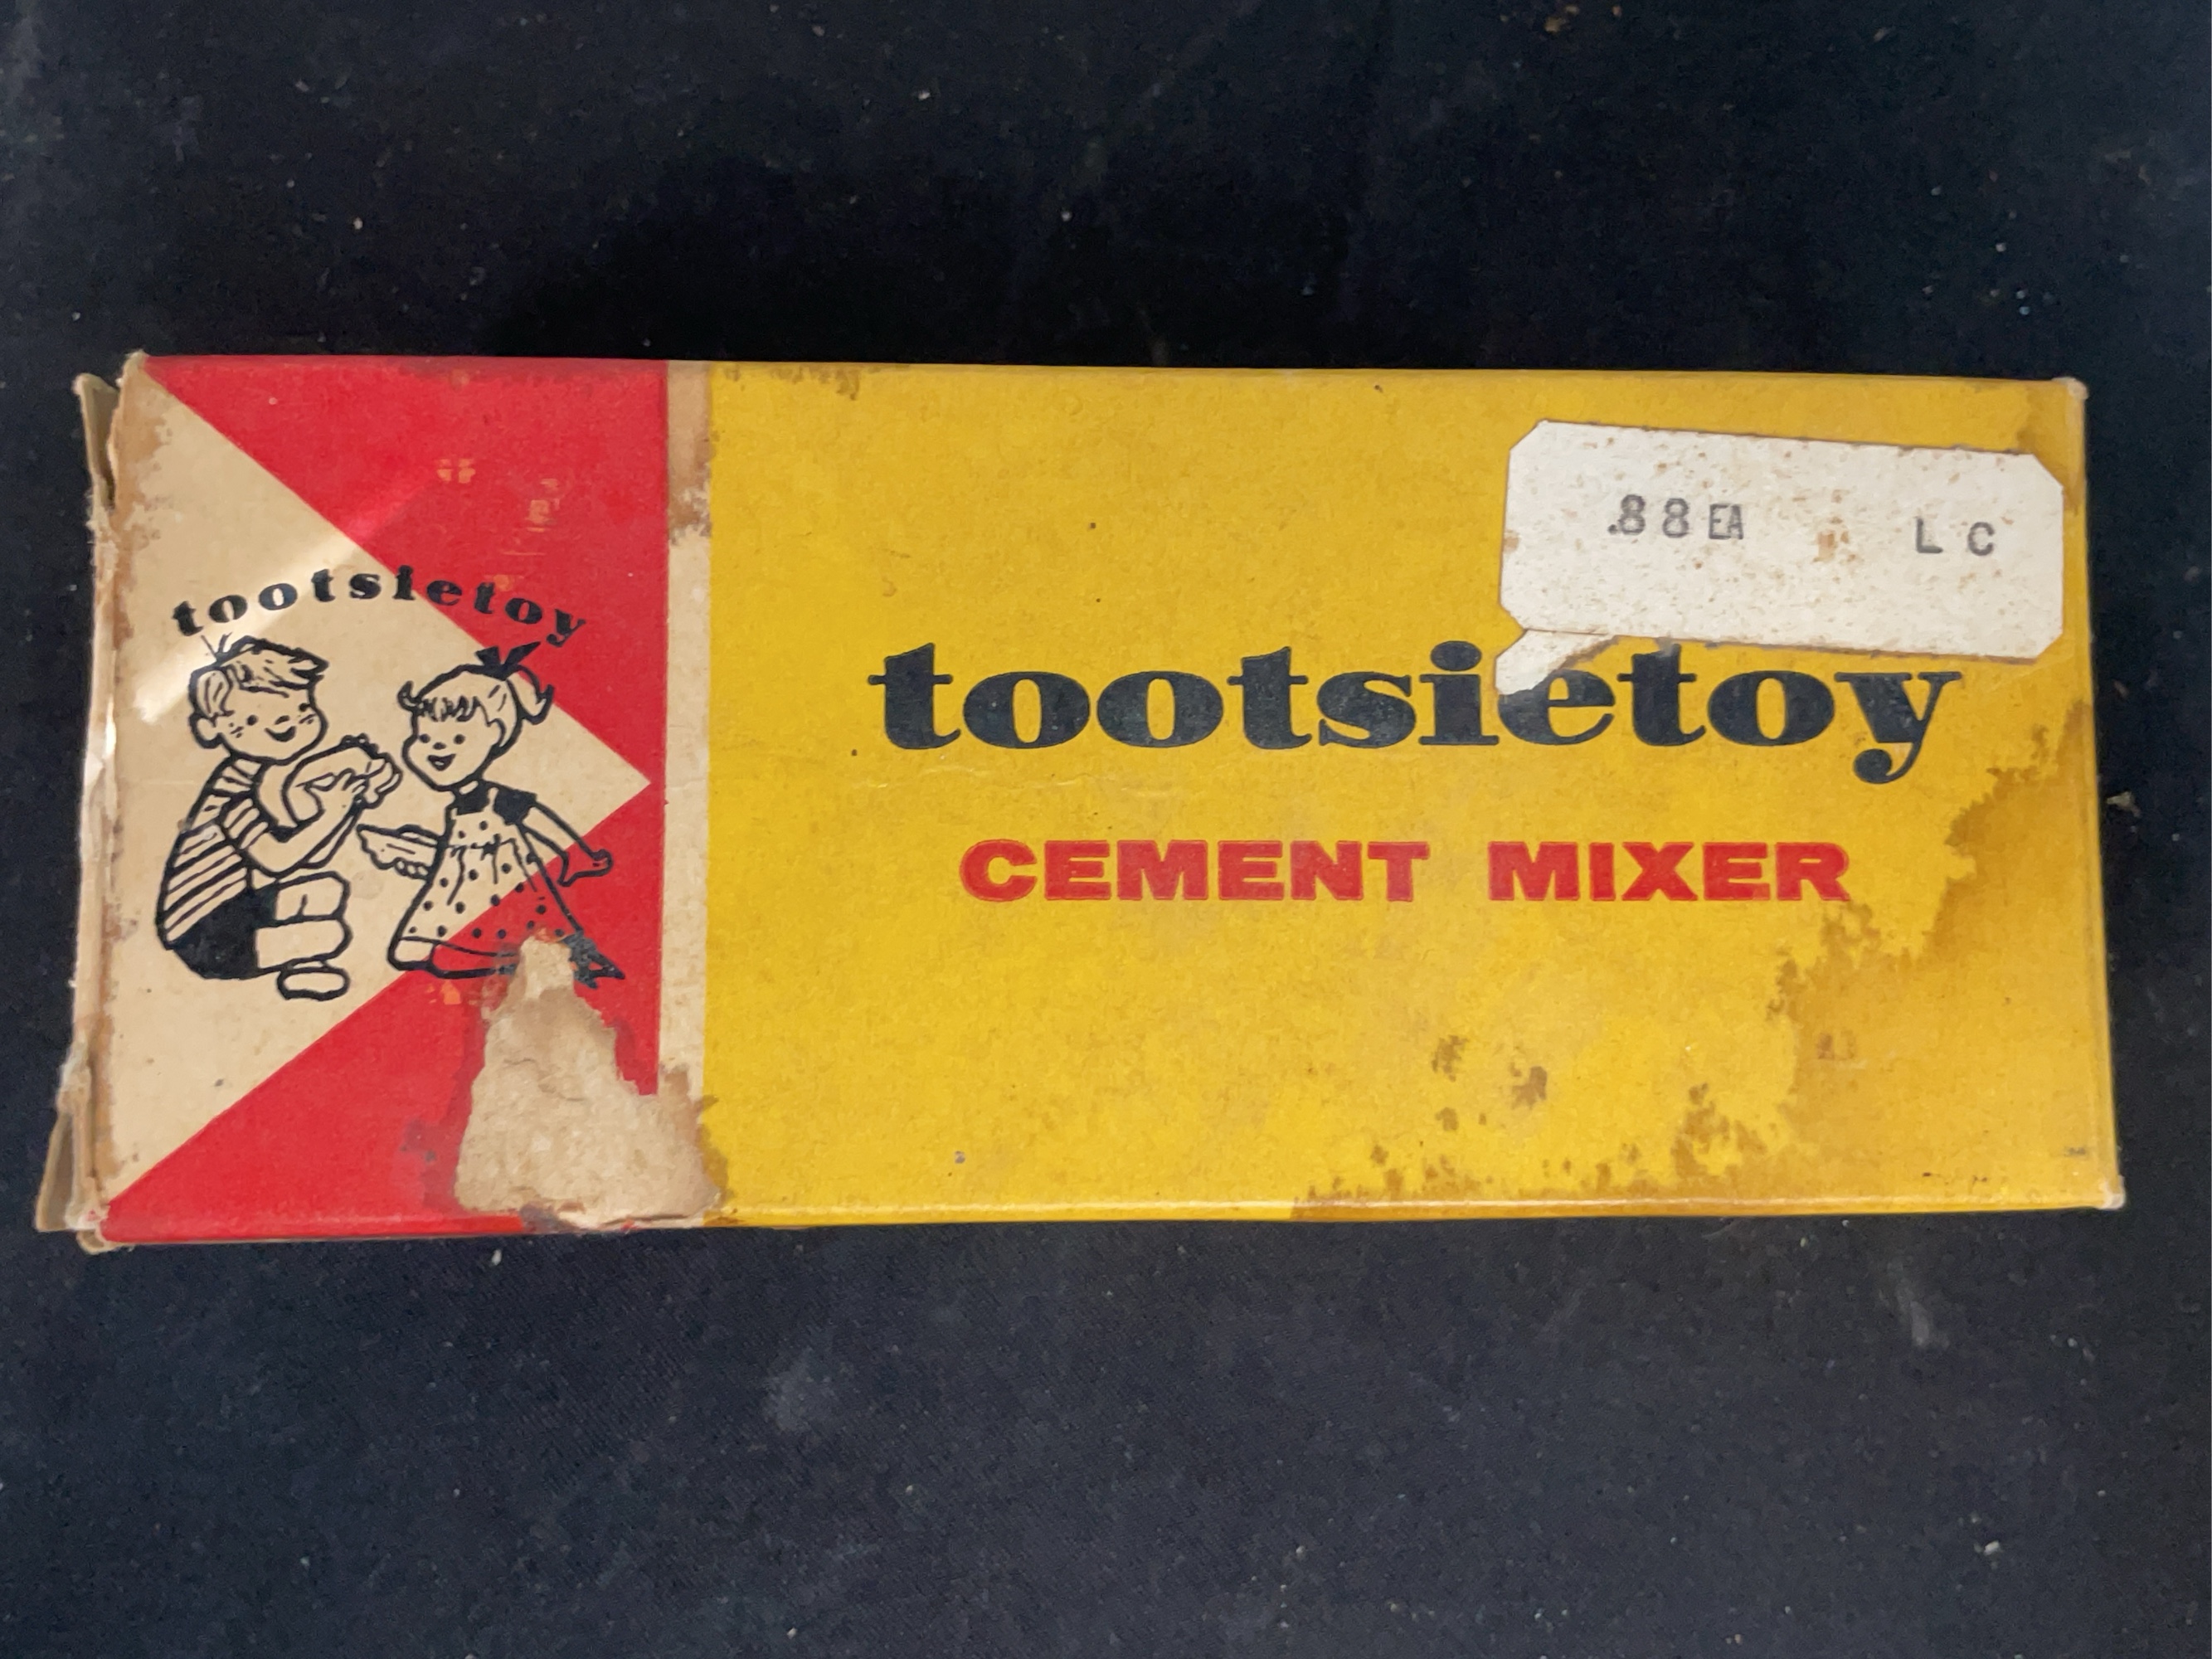 tootsietoy
.88 EA L C
tootsietoy
CEMENT MIXER